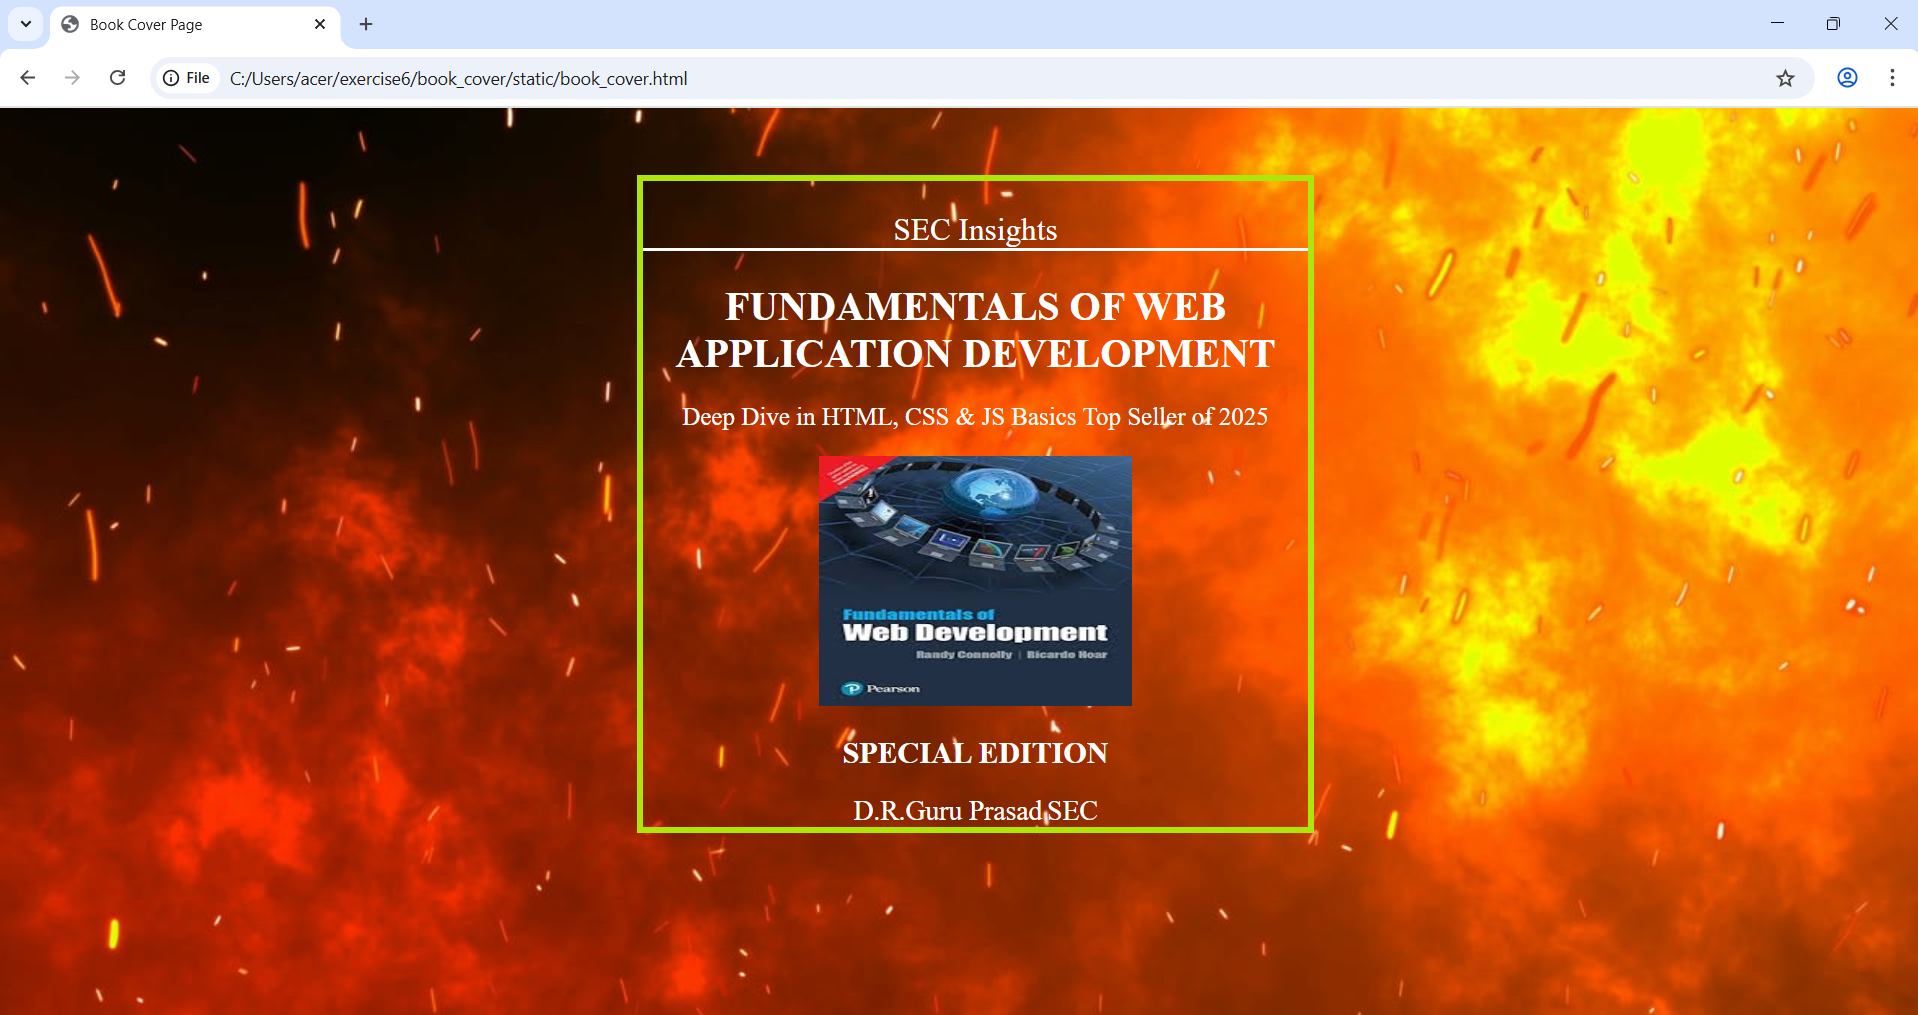 Book Cover Page
File
C:/Users/acer/exercise6/book_cover/static/book_cover.html
SEC Insights
FUNDAMENTALS OF WEB
APPLICATION DEVELOPMENT
Deep Dive in HTML, CSS & JS Basics Top Seller of 2025
Fundamentals of
Web Development
Randy Connolly | Ricardo Hoar
Pearson
SPECIAL EDITION
D.R.Guru Prasad SEC